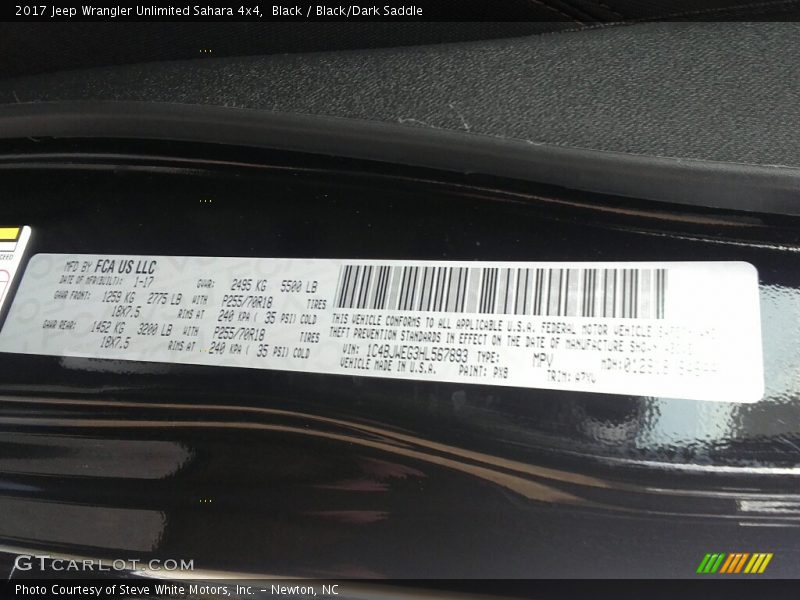 2017 Jeep Wrangler Unlimited Sahara 4x4, Black / Black/Dark Saddle
CEED
MFD BY FCA US LLC
DATE OF MFR(BUILT): 1-17 GVWR: 2495 KG 5500 LB
GAWR FRONT: 1259 KG 2775 LB WITH P255/70R18 TIRES
18X7.5 RIMS AT 240 KPA ( 35 PSI) COLD
GAWR REAR: 1452 KG 3200 LB WITH P255/70R18 TIRES
18X7.5 RIMS AT 240 KPA ( 35 PSI) COLD
THIS VEHICLE CONFORMS TO ALL APPLICABLE U.S.A. FEDERAL MOTOR VEHICLE
THEFT PREVENTION STANDARDS IN EFFECT ON THE DATE OF MANUFACTURE
VIN: 1C4BJWEG3HL567893 TYPE: MPV MDH:
VEHICLE MADE IN U.S.A. PAINT: PX8 TRIM: A7XL
GTCARLOT.COM
Photo Courtesy of Steve White Motors, Inc. – Newton, NC